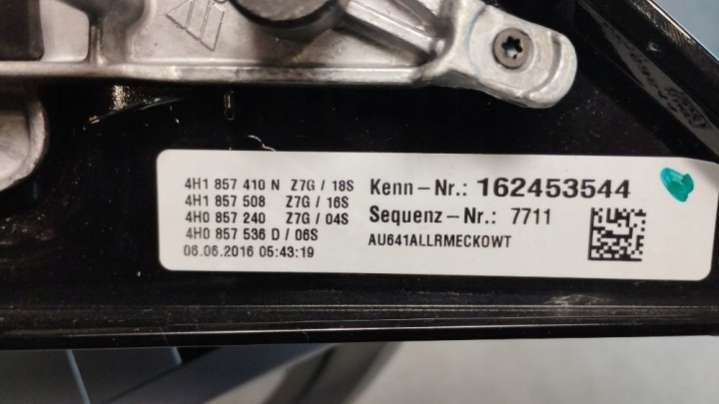 4H1 857 410 N Z7G / 18S
4H1 857 508 Z7G / 16S
4H0 857 240 Z7G / 04S
4H0 857 536 D / 06S
06.06.2016 05:43:19
Kenn-Nr.: 162453544
Sequenz-Nr.: 7711
AU641ALLRMECKOWT